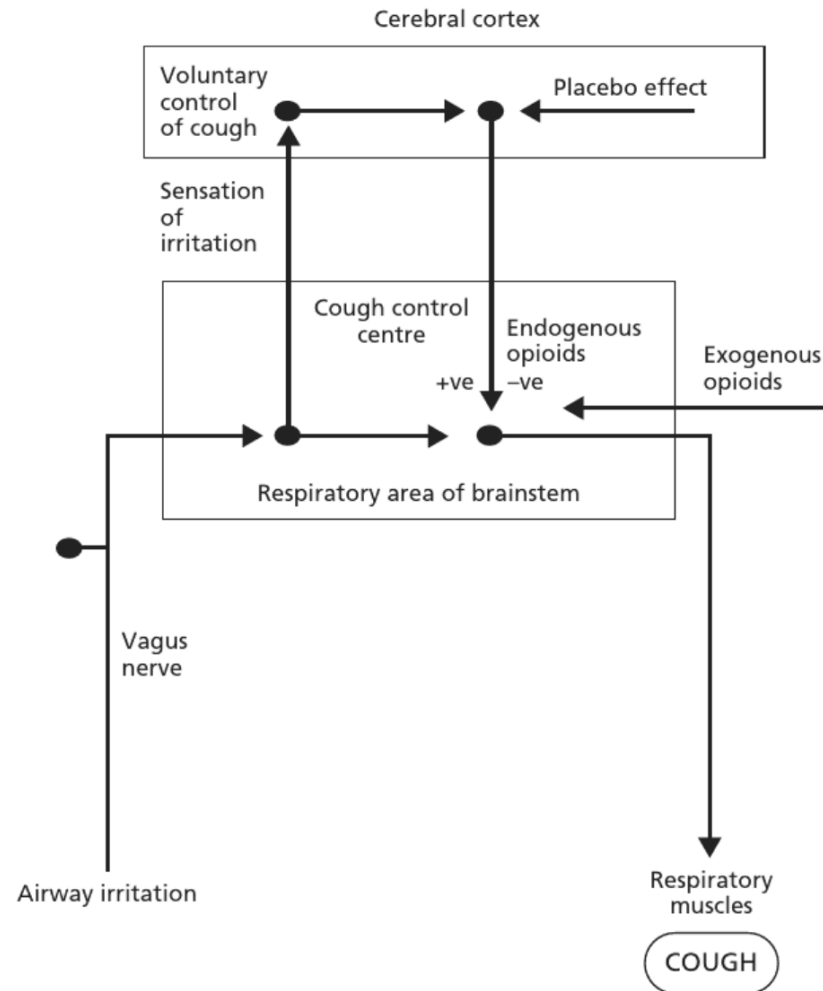 Cerebral cortex
Voluntary
control
of cough
Placebo effect
Sensation
of
irritation
Cough control
centre
Endogenous
opioids
+ve
–ve
Exogenous
opioids
Respiratory area of brainstem
Vagus
nerve
Airway irritation
Respiratory
muscles
COUGH